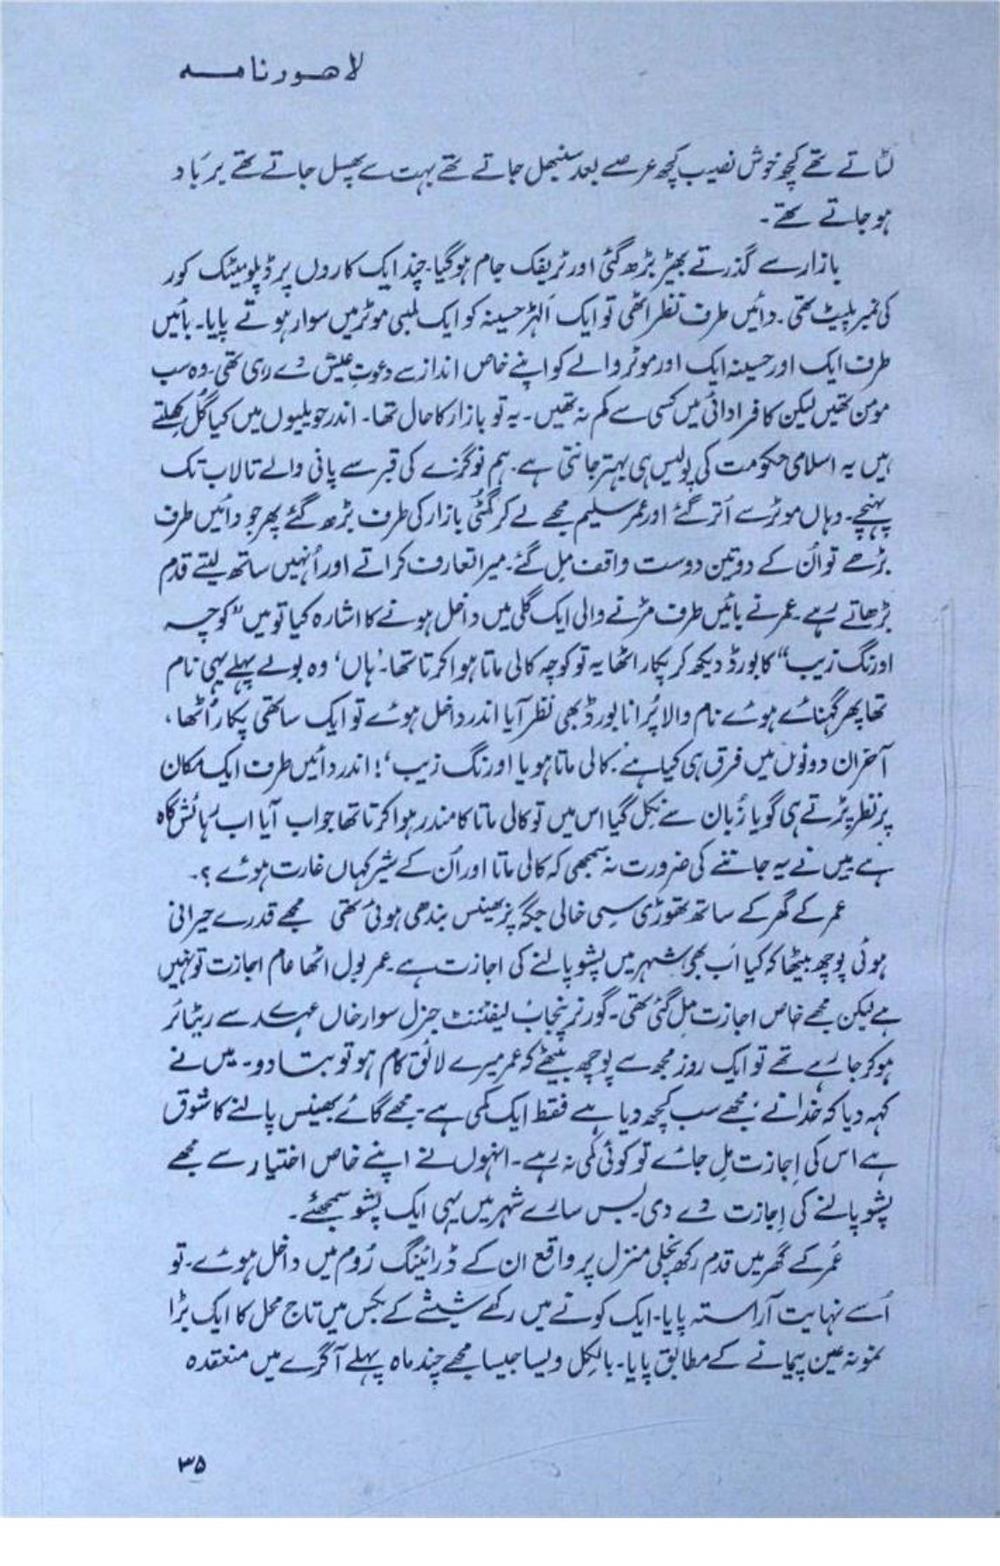 لاہور نامہ
لٹاتے تھے کچھ خوش نصیب کچھ عرصے بعد سنبھل جاتے تھے بہت سے پھسل جاتے تھے برباد
ہو جاتے تھے۔
بازار سے گذرتے بھیڑ بڑھ گئی اور ٹریفک جام ہو گیا۔ چند ایک کاروں پر ڈپلومیٹک کور
کی نمبر پلیٹ تھی۔ دائیں طرف نظر اٹھی تو ایک الہڑ حسینہ کو ایک لمبی موٹر میں سوار ہوتے پایا۔ بائیں
طرف ایک اور حسینہ ایک اور موٹر والے کو اپنے خاص انداز سے دعوتِ عیش دے رہی تھی۔ وہ سب
مومن تھیں لیکن کافر ادائی میں کسی سے کم نہ تھیں۔ یہ تو بازار کا حال تھا۔ اندر حویلیوں میں کیا گُل کھلتے
ہیں یہ اسلامی حکومت کی پولیس ہی بہتر جانتی ہے۔ ہم نوگزے کی قبر سے پانی والے تالاب تک
پہنچے۔ وہاں موٹر سے اُتر گئے اور عمر سلیم مجھے لے کر گُمٹی بازار کی طرف بڑھ گئے پھر جو دائیں طرف
بڑھے تو اُن کے دو تین دوست واقف مل گئے۔ میرا تعارف کراتے اور اُنہیں ساتھ لیتے قدم
بڑھاتے رہے۔ عمر نے بائیں طرف مڑنے والی ایک گلی میں داخل ہونے کا اشارہ کیا تو میں "کوچہ
اورنگ زیب" کا بورڈ دیکھ کر پکار اٹھا یہ تو کوچہ کالی ماتا ہوا کرتا تھا۔ 'ہاں' وہ بولے پہلے یہی نام
تھا پھر گہنائے ہوئے نام والا پُرانا بورڈ بھی نظر آیا اندر داخل ہوئے تو ایک ساتھی پکار اُٹھا،
آخر ان دونوں میں فرق ہی کیا ہے۔ کالی ماتا ہو یا اورنگ زیب'! اندر دائیں طرف ایک مکان
پر نظر پڑتے ہی گویا زُبان سے نکل گیا اس میں تو کالی ماتا کا مندر ہوا کرتا تھا جواب آیا اب رہائش گاہ
ہے میں نے یہ جاننے کی ضرورت نہ سمجھی کہ کالی ماتا اور اُن کے شیر کہاں غارت ہوئے؟۔
عمر کے گھر کے ساتھ تھوڑی سی خالی جگہ پر بھینس بندھی ہوئی تھی مجھے قدرے حیرانی
ہوئی پوچھ بیٹھا کہ کیا اب بھی شہر میں پشو پالنے کی اجازت ہے۔ عمر بول اٹھا عام اجازت تو نہیں
ہے لیکن مجھے خاص اجازت مل گئی تھی۔ گورنر پنجاب لیفٹننٹ جنرل سوار خاں عہدے سے ریٹائر
ہو کر جا رہے تھے تو ایک روز مجھ سے پوچھ بیٹھے کہ عمر میرے لائق کام ہو تو بتا دو۔ میں نے
کہہ دیا کہ خدا نے مجھے سب کچھ دیا ہے فقط ایک کمی ہے۔ مجھے گائے بھینس پالنے کا شوق
ہے اس کی اِجازت مِل جائے تو کوئی کمی نہ رہے۔ انہوں نے اپنے خاص اختیار سے مجھے
پشو پالنے کی اِجازت دے دی بس سارے شہر میں یہی ایک پشو سمجھئے۔
عُمر کے گھر میں قدم رکھ نچلی منزل پر واقع ان کے ڈرائینگ رُوم میں داخل ہوئے۔ تو
اُسے نہایت آراستہ پایا۔ ایک کونے میں رکھے شیشے کے بکس میں تاج محل کا ایک بڑا
نمونہ عین پیمانے کے مطابق پایا۔ بالکل ویسا جیسا مجھے چند ماہ پہلے آگرے میں منعقدہ
۳۵